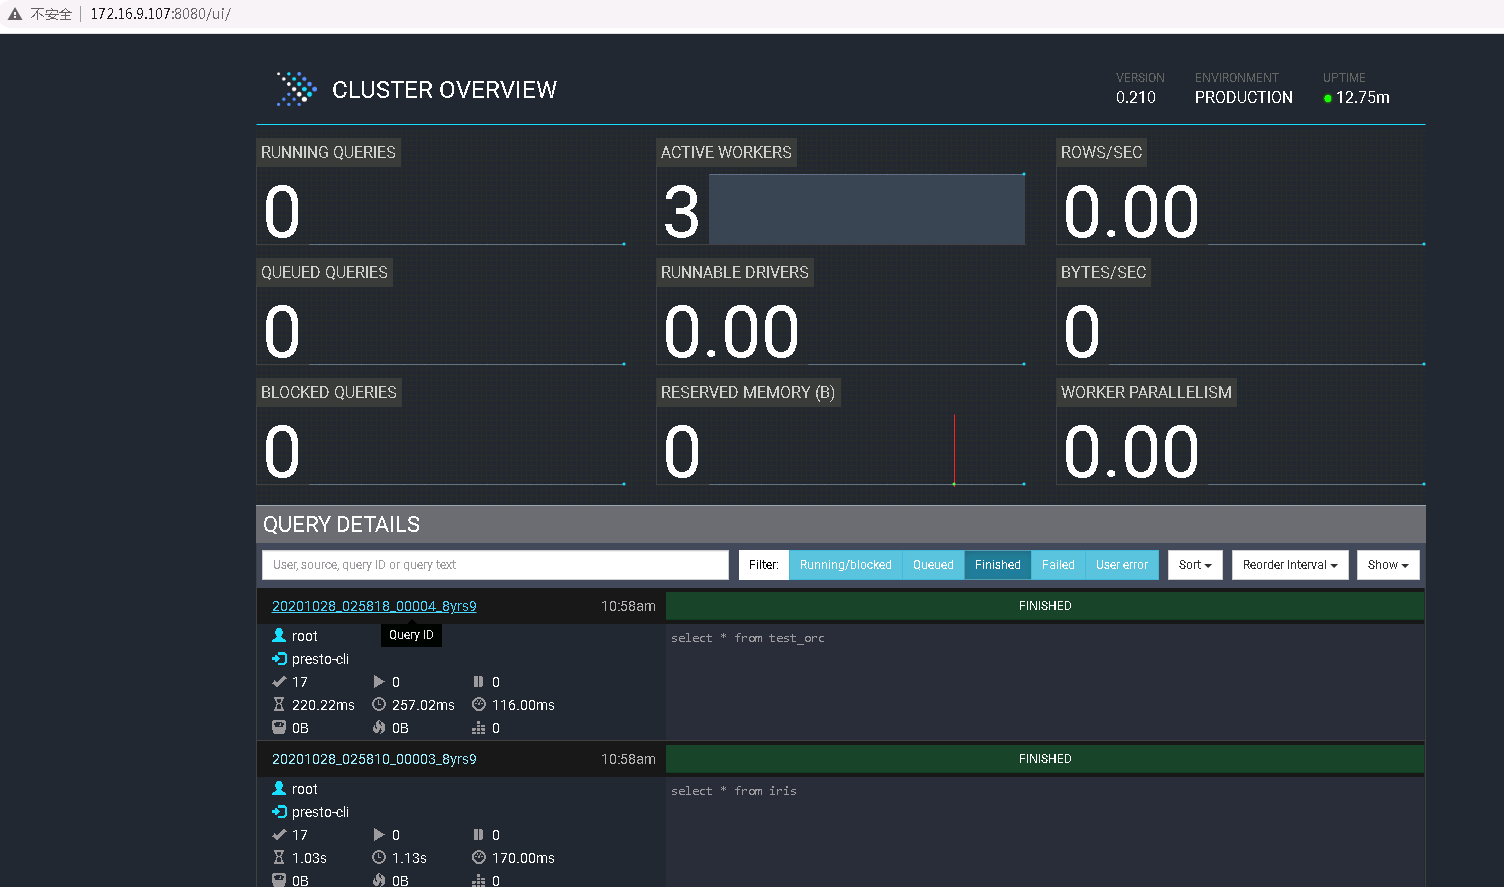 不安全 172.16.9.107:8080/ui/
CLUSTER OVERVIEW
VERSION ENVIRONMENT UPTIME
0.210 PRODUCTION 12.75m
RUNNING QUERIES ACTIVE WORKERS ROWS/SEC
0 3 0.00
QUEUED QUERIES RUNNABLE DRIVERS BYTES/SEC
0 0.00 0
BLOCKED QUERIES RESERVED MEMORY (B) WORKER PARALLELISM
0 0 0.00
QUERY DETAILS
User, source, query ID or query text Filter: Running/blocked Queued Finished Failed User error Sort Reorder Interval Show
20201028_025818_00004_8yrs9 10:58am FINISHED
root Query ID select * from test_orc
presto-cli
17 0 0
220.22ms 257.02ms 116.00ms
0B 0B 0
20201028_025810_00003_8yrs9 10:58am FINISHED
root select * from iris
presto-cli
17 0 0
1.03s 1.13s 170.00ms
0B 0B 0